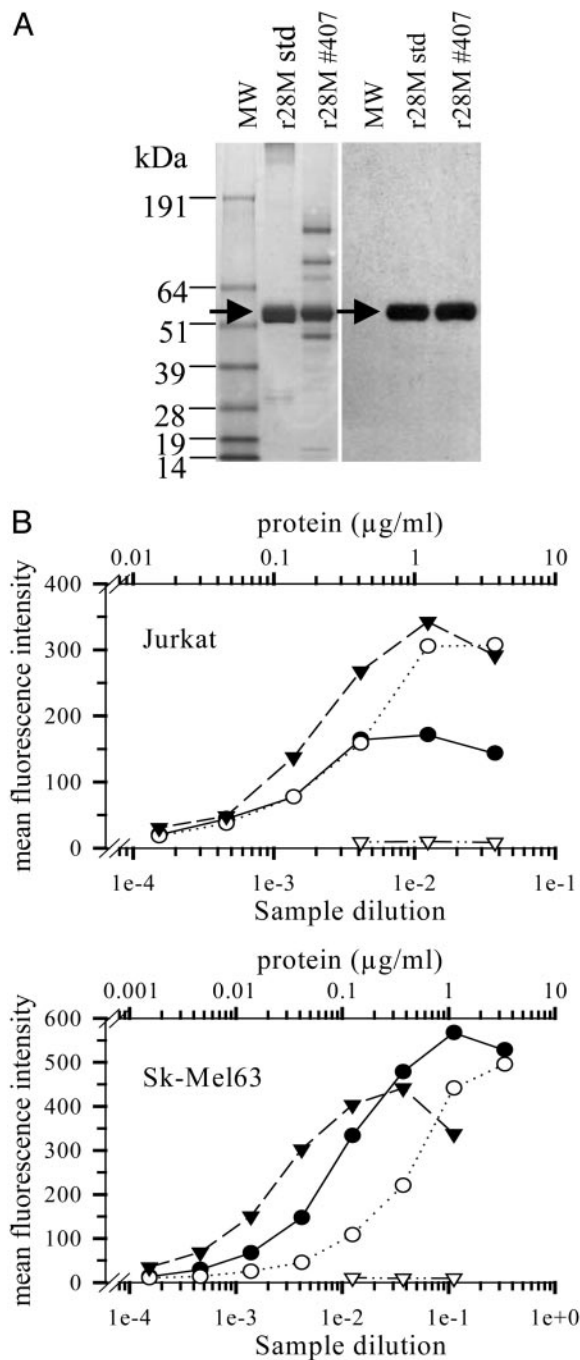 A
MW
r28M std
r28M #407
MW
r28M std
r28M #407
kDa
191
64
51
39
28
19
14
B
protein (µg/ml)
0.01 0.1 1 10
400
300
200
100
0
mean fluorescence intensity
Jurkat
1e-4 1e-3 1e-2 1e-1
Sample dilution
protein (µg/ml)
0.001 0.01 0.1 1 10
600
500
400
300
200
100
0
mean fluorescence intensity
Sk-Mel63
1e-4 1e-3 1e-2 1e-1 1e+0
Sample dilution